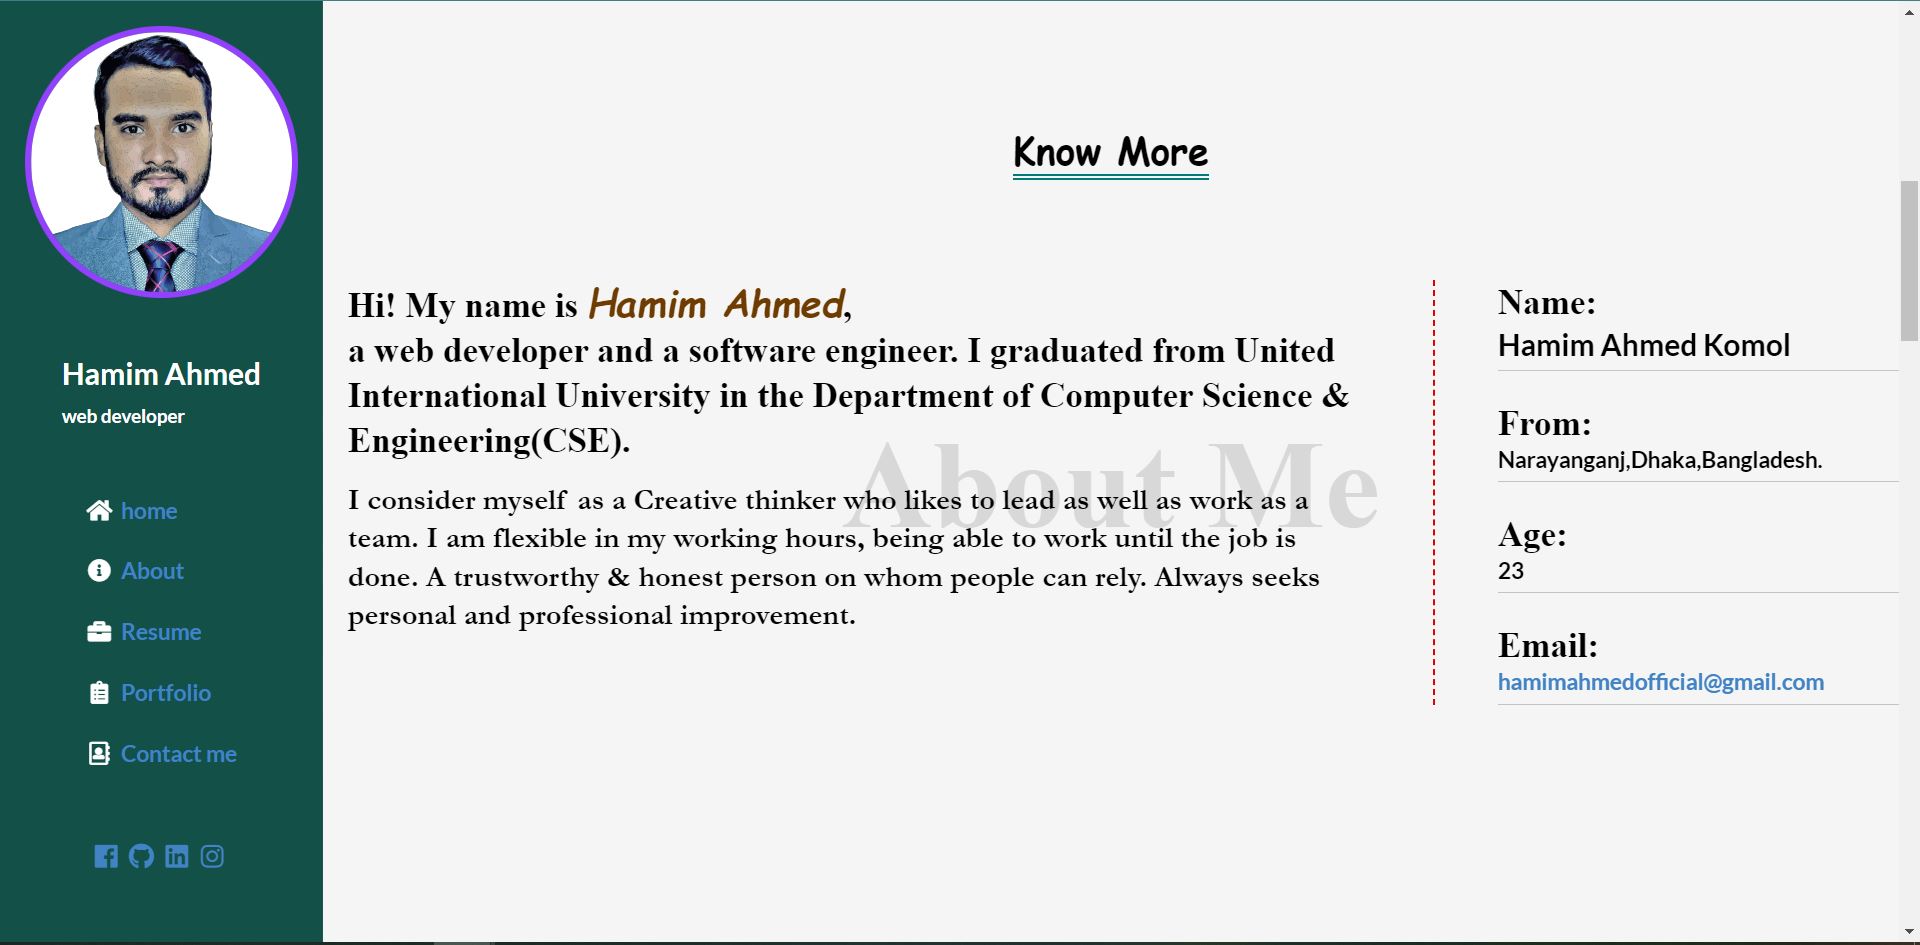 Hamim Ahmed
web developer
home
About
Resume
Portfolio
Contact me
Know More
About Me
Hi! My name is Hamim Ahmed,
a web developer and a software engineer. I graduated from United
International University in the Department of Computer Science &
Engineering(CSE).
I consider myself as a Creative thinker who likes to lead as well as work as a
team. I am flexible in my working hours, being able to work until the job is
done. A trustworthy & honest person on whom people can rely. Always seeks
personal and professional improvement.
Name:
Hamim Ahmed Komol
From:
Narayanganj,Dhaka,Bangladesh.
Age:
23
Email:
hamimahmedofficial@gmail.com